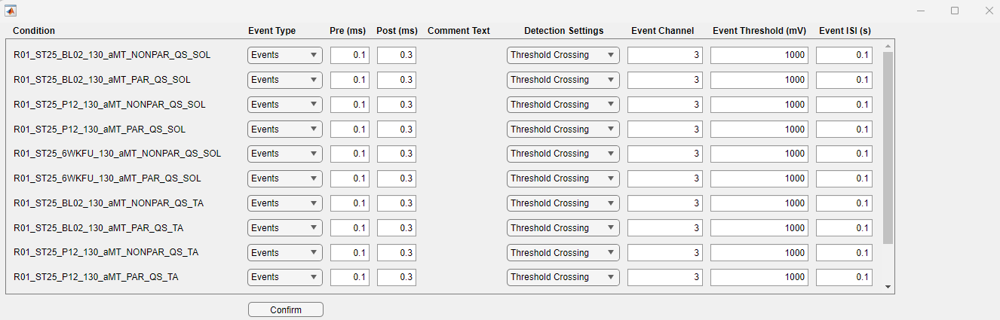 Condition Event Type Pre (ms) Post (ms) Comment Text Detection Settings Event Channel Event Threshold (mV) Event ISI (s)
R01_ST25_BL02_130_aMT_NONPAR_QS_SOL Events 0.1 0.3 Threshold Crossing 3 1000 0.1
R01_ST25_BL02_130_aMT_PAR_QS_SOL Events 0.1 0.3 Threshold Crossing 3 1000 0.1
R01_ST25_P12_130_aMT_NONPAR_QS_SOL Events 0.1 0.3 Threshold Crossing 3 1000 0.1
R01_ST25_P12_130_aMT_PAR_QS_SOL Events 0.1 0.3 Threshold Crossing 3 1000 0.1
R01_ST25_6WKFU_130_aMT_NONPAR_QS_SOL Events 0.1 0.3 Threshold Crossing 3 1000 0.1
R01_ST25_6WKFU_130_aMT_PAR_QS_SOL Events 0.1 0.3 Threshold Crossing 3 1000 0.1
R01_ST25_BL02_130_aMT_NONPAR_QS_TA Events 0.1 0.3 Threshold Crossing 3 1000 0.1
R01_ST25_BL02_130_aMT_PAR_QS_TA Events 0.1 0.3 Threshold Crossing 3 1000 0.1
R01_ST25_P12_130_aMT_NONPAR_QS_TA Events 0.1 0.3 Threshold Crossing 3 1000 0.1
R01_ST25_P12_130_aMT_PAR_QS_TA Events 0.1 0.3 Threshold Crossing 3 1000 0.1
Confirm